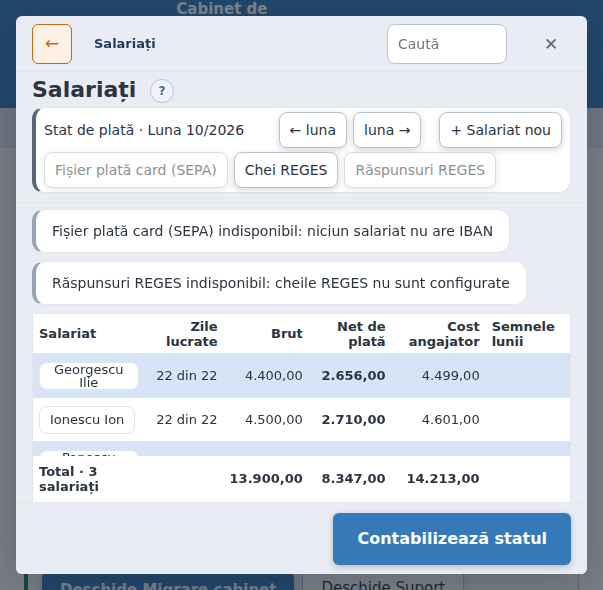 Cabinet de
← Salariați Caută ✕
Salariați ?
Stat de plată · Luna 10/2026 ← luna luna → + Salariat nou
Fișier plată card (SEPA) Chei REGES Răspunsuri REGES
Fișier plată card (SEPA) indisponibil: niciun salariat nu are IBAN
Răspunsuri REGES indisponibil: cheile REGES nu sunt configurate
Salariat Zile lucrate Brut Net de plată Cost angajator Semnele lunii
Georgescu Ilie 22 din 22 4.400,00 2.656,00 4.499,00
Ionescu Ion 22 din 22 4.500,00 2.710,00 4.601,00
Total · 3 salariați 13.900,00 8.347,00 14.213,00
Contabilizează statul
Deschide Migrare cabinet Deschide Suport